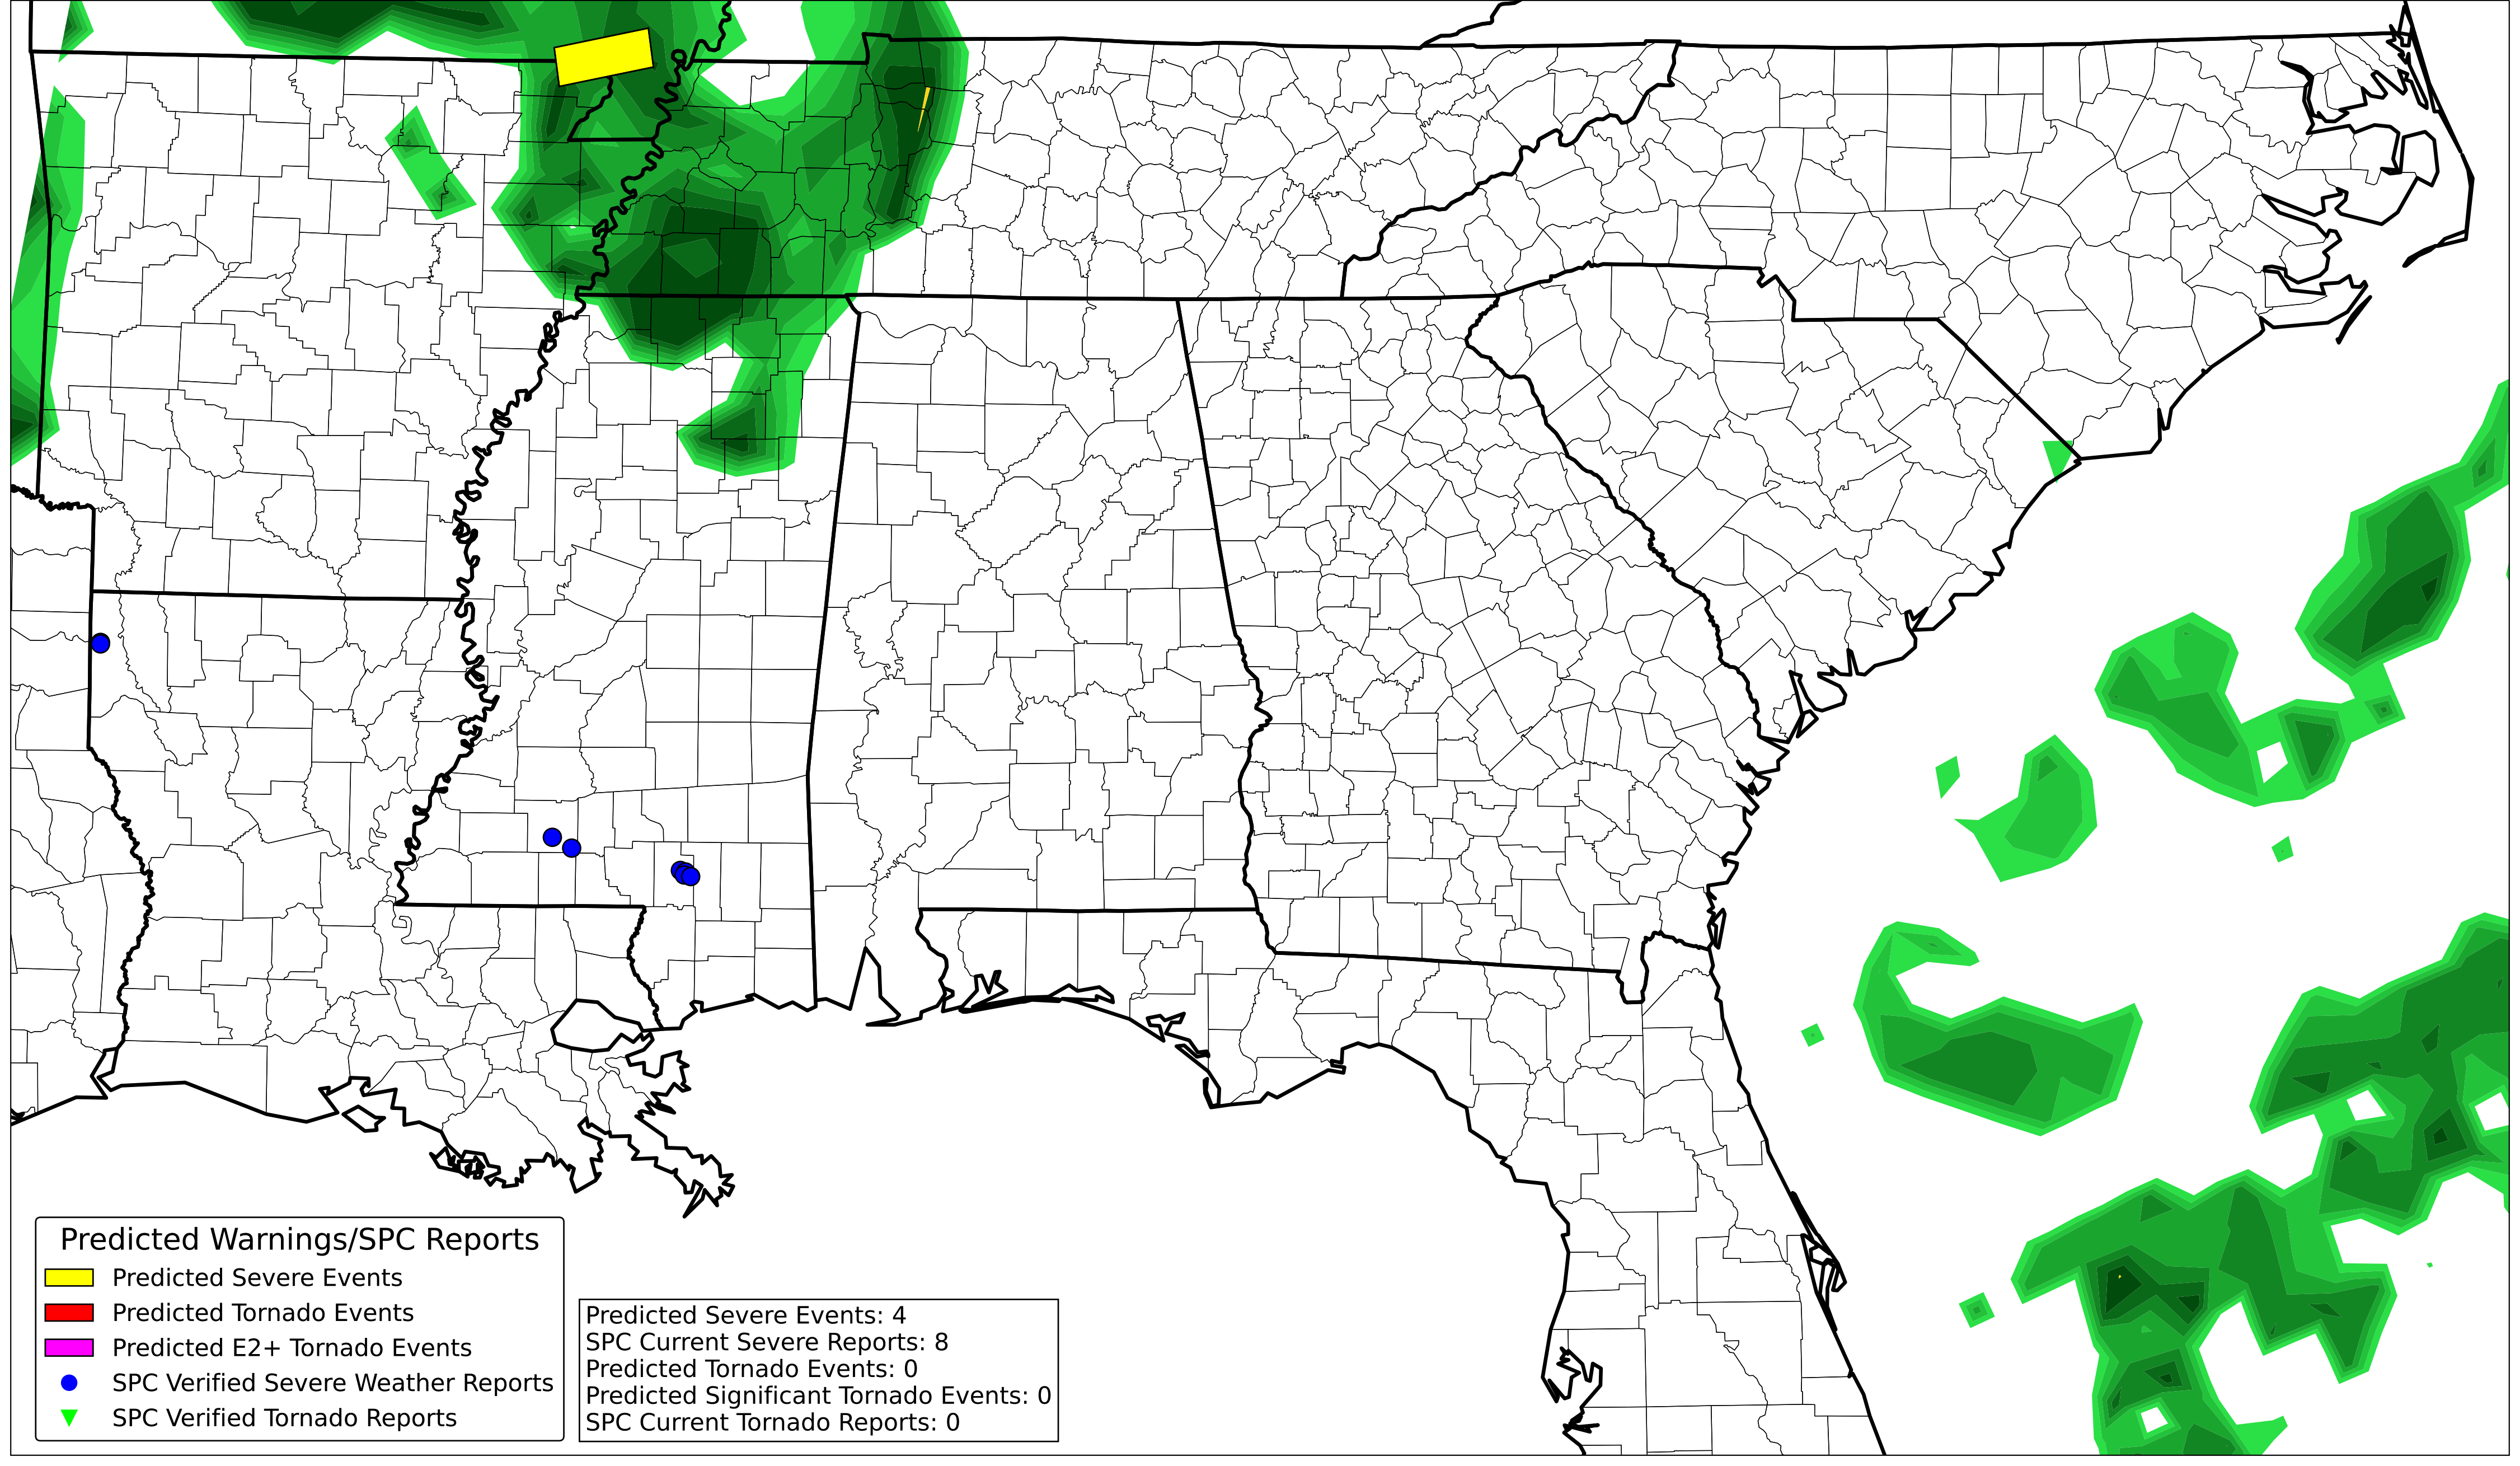 Predicted Warnings/SPC Reports
Predicted Severe Events
Predicted Tornado Events
Predicted E2+ Tornado Events
SPC Verified Severe Weather Reports
SPC Verified Tornado Reports
Predicted Severe Events: 4
SPC Current Severe Reports: 8
Predicted Tornado Events: 0
Predicted Significant Tornado Events: 0
SPC Current Tornado Reports: 0